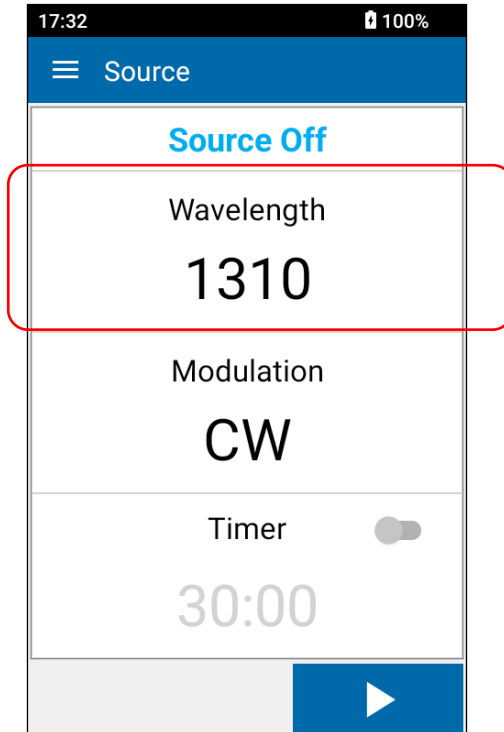 17:32 100%
Source
Source Off
Wavelength
1310
Modulation
CW
Timer
30:00